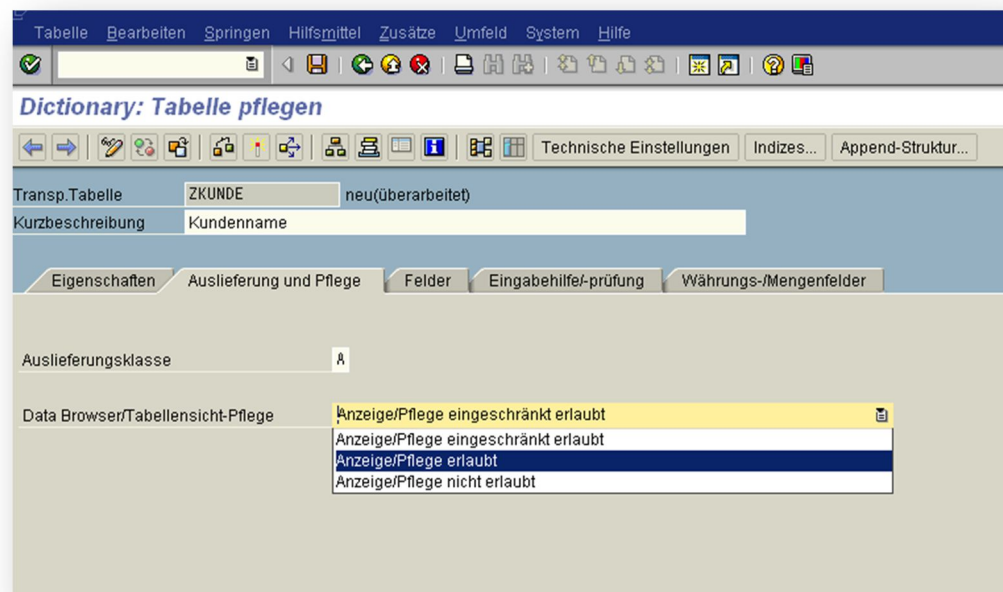 Tabelle Bearbeiten Springen Hilfsmittel Zusätze Umfeld System Hilfe
Dictionary: Tabelle pflegen
Technische Einstellungen Indizes... Append-Struktur...
Transp.Tabelle ZKUNDE neu(überarbeitet)
Kurzbeschreibung Kundenname
Eigenschaften Auslieferung und Pflege Felder Eingabehilfe/-prüfung Währungs-/Mengenfelder
Auslieferungsklasse A
Data Browser/Tabellensicht-Pflege Anzeige/Pflege eingeschränkt erlaubt
Anzeige/Pflege eingeschränkt erlaubt
Anzeige/Pflege erlaubt
Anzeige/Pflege nicht erlaubt